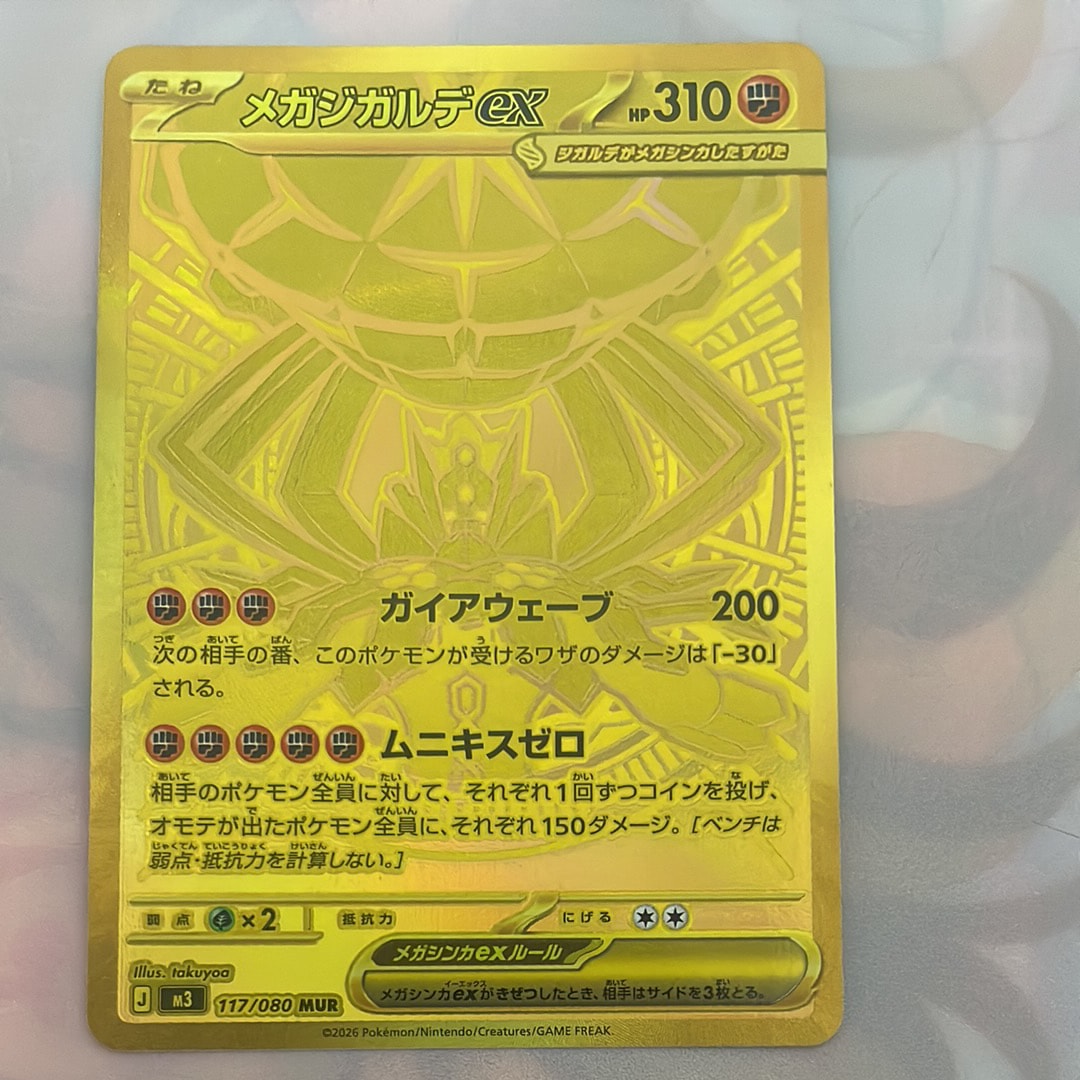 たね
メガジガルデex
HP 310
ジガルデがメガシンカしたすがた
ガイアウェーブ 200
次の相手の番、このポケモンが受けるワザのダメージは「-30」
される。
ムニキスゼロ
相手のポケモン全員に対して、それぞれ1回ずつコインを投げ、
オモテが出たポケモン全員に、それぞれ150ダメージ。[ベンチは
弱点・抵抗力を計算しない。]
弱点 ×2 抵抗力 にげる
メガシンカexルール
メガシンカexがきぜつしたとき、相手はサイドを3枚とる。
Illus. takuyoa
J M3 117/080 MUR
©2026 Pokémon/Nintendo/Creatures/GAME FREAK.